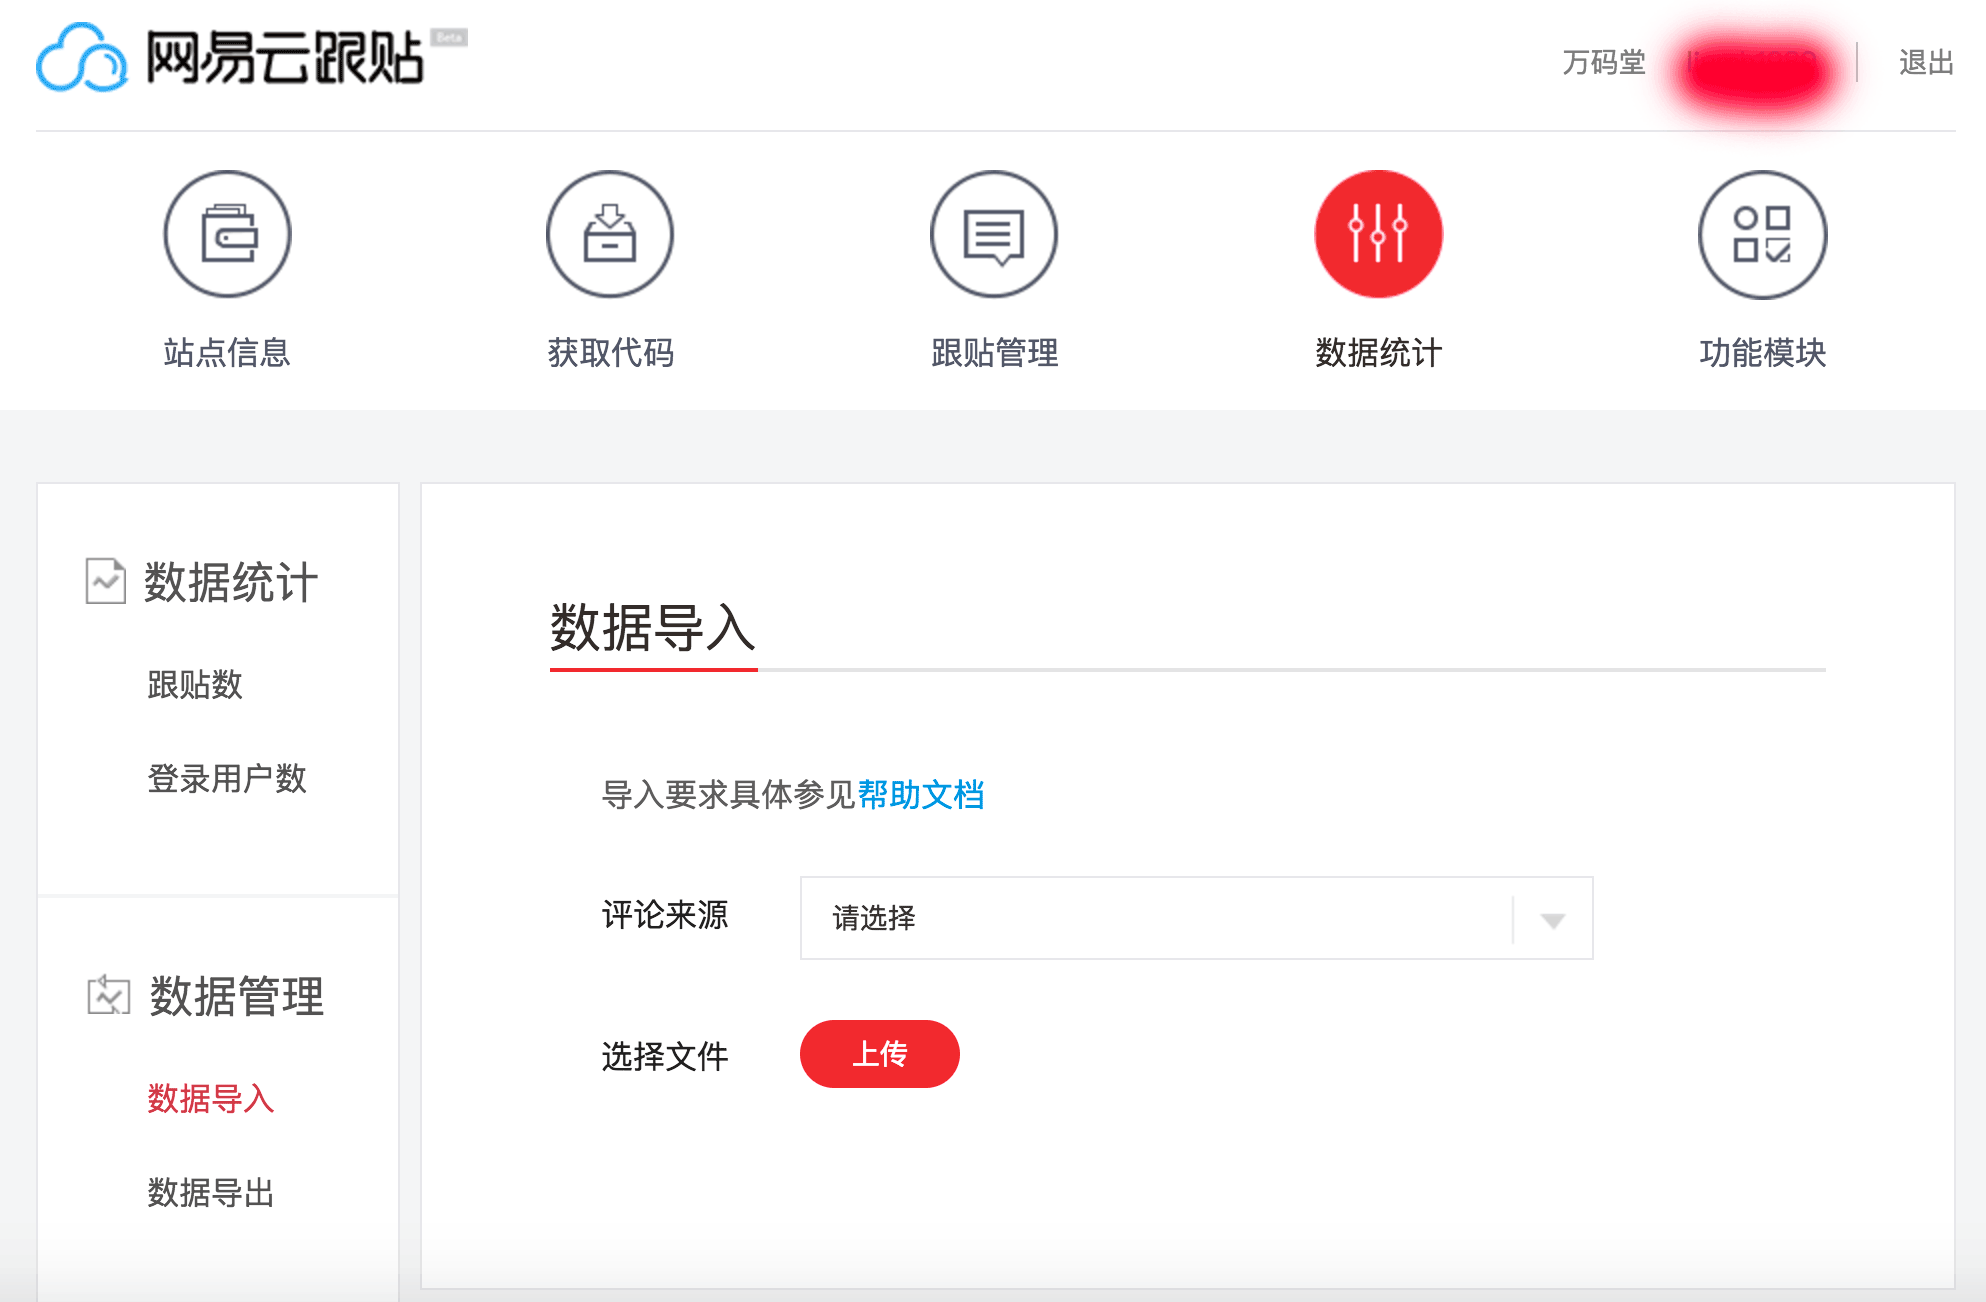 网易云跟贴 Beta
万码堂 退出
站点信息 获取代码 跟贴管理 数据统计 功能模块
数据统计
跟贴数
登录用户数
数据管理
数据导入
数据导出
数据导入
导入要求具体参见帮助文档
评论来源 请选择
选择文件 上传